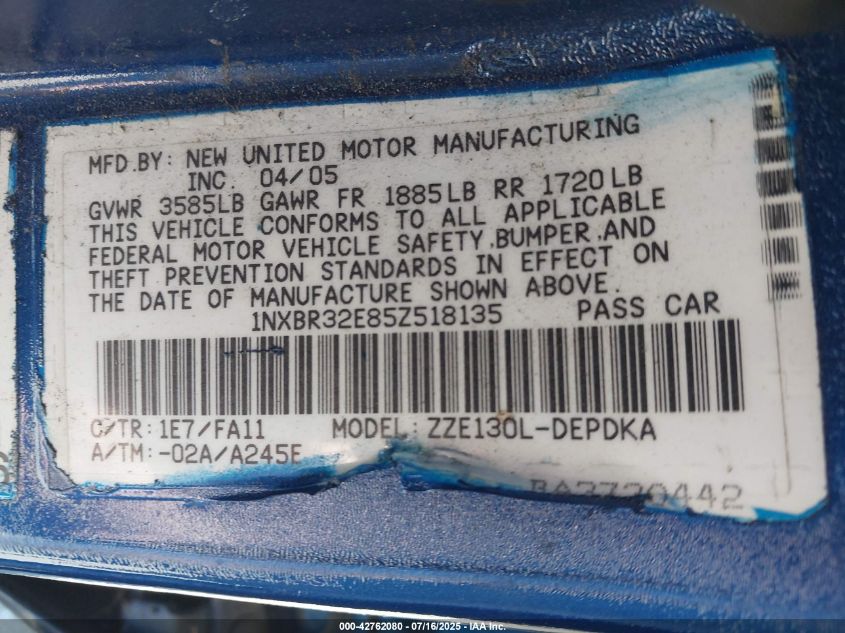 MFD.BY: NEW UNITED MOTOR MANUFACTURING
INC. 04/05
GVWR 3585LB GAWR FR 1885LB RR 1720LB
THIS VEHICLE CONFORMS TO ALL APPLICABLE
FEDERAL MOTOR VEHICLE SAFETY,BUMPER,AND
THEFT PREVENTION STANDARDS IN EFFECT ON
THE DATE OF MANUFACTURE SHOWN ABOVE.
1NXBR32E85Z518135 PASS CAR
C/TR: 1E7/FA11 MODEL: ZZE130L-DEPDKA
A/TM: -02A/A245E
000-42762080 - 07/16/2025 - IAA Inc.